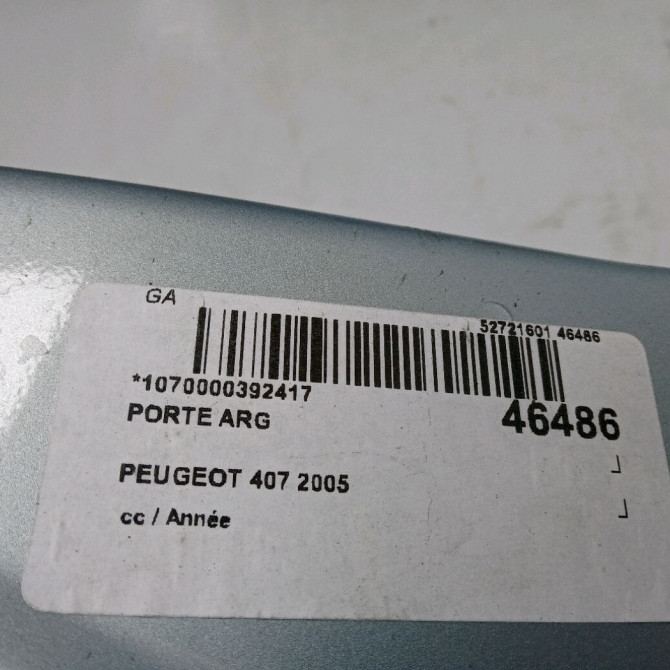 GA
52721601 46486
*1070000392417
46486
PORTE ARG
PEUGEOT 407 2005
cc / Année